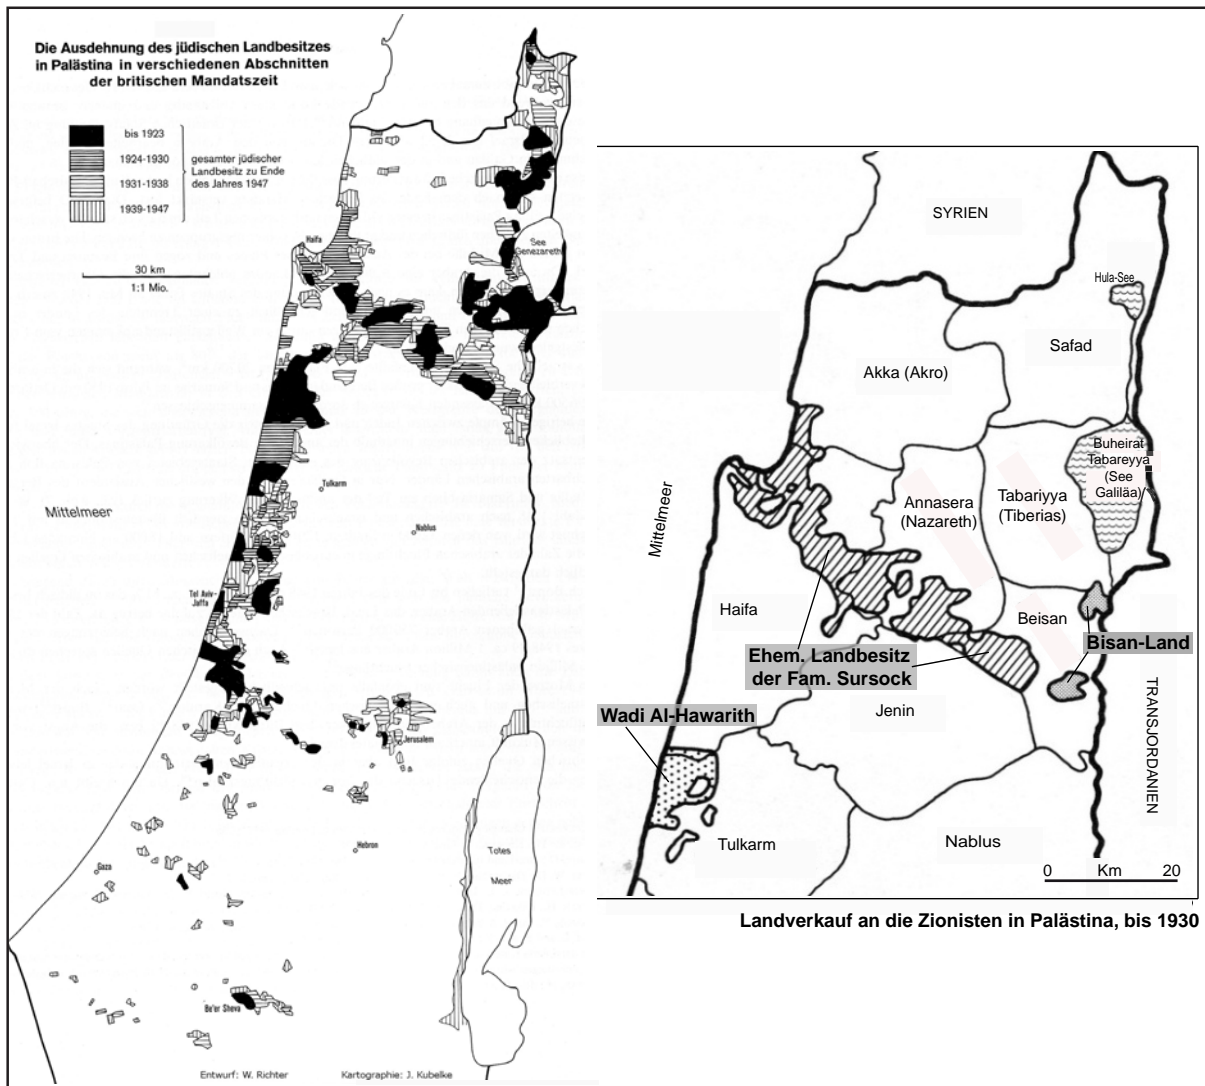 Die Ausdehnung des jüdischen Landbesitzes
in Palästina in verschiedenen Abschnitten
der britischen Mandatszeit
bis 1923
1924-1930
1931-1938
1939-1947
gesamter jüdischer
Landbesitz zu Ende
des Jahres 1947
30 km
1:1 Mio.
Haifa
See
Genezareth
Mittelmeer
Tulkarm
Nablus
Tel Aviv-
Jaffa
Jerusalem
Hebron
Gaza
Totes
Meer
Be'er Sheva
Entwurf: W. Richter
Kartographie: J. Kubelke
SYRIEN
Hula-See
Safad
Akka (Akro)
Buheirat
Tabareyya
(See
Galiläa)
Mittelmeer
Annasera
(Nazareth)
Tabariyya
(Tiberias)
Haifa
Beisan
Bisan-Land
Ehem. Landbesitz
der Fam. Sursock
Wadi Al-Hawarith
Jenin
TRANSJORDANIEN
Tulkarm
Nablus
0 Km 20
Landverkauf an die Zionisten in Palästina, bis 1930